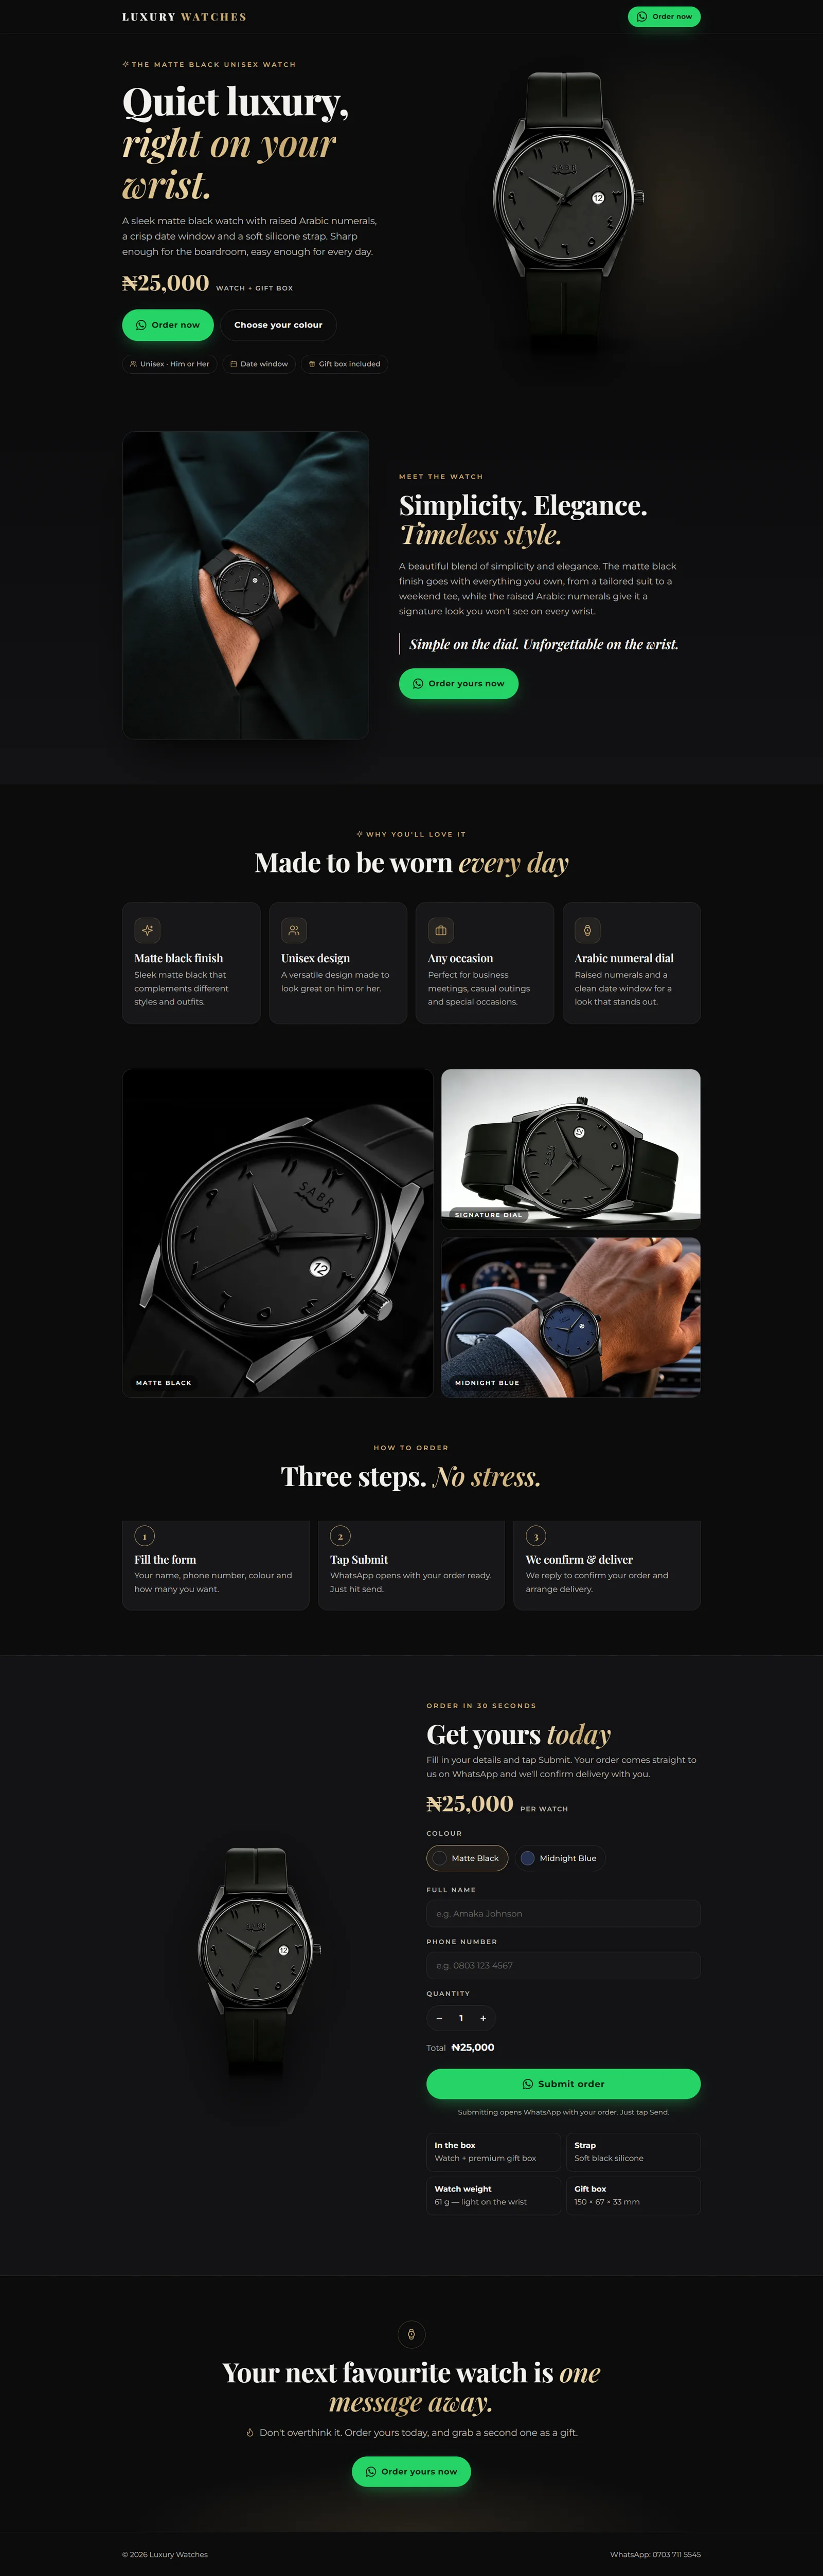 LUXURY WATCHES
Order now
THE MATTE BLACK UNISEX WATCH
Quiet luxury,
right on your
wrist.
A sleek matte black watch with raised Arabic numerals,
a crisp date window and a soft silicone strap. Sharp
enough for the boardroom, easy enough for every day.
₦25,000 WATCH + GIFT BOX
Order now
Choose your colour
Unisex · Him or Her
Date window
Gift box included
12
MEET THE WATCH
Simplicity. Elegance.
Timeless style.
A beautiful blend of simplicity and elegance. The matte black
finish goes with everything you own, from a tailored suit to a
weekend tee, while the raised Arabic numerals give it a
signature look you won't see on every wrist.
Simple on the dial. Unforgettable on the wrist.
Order yours now
WHY YOU'LL LOVE IT
Made to be worn every day
Matte black finish
Sleek matte black that
complements different
styles and outfits.
Unisex design
A versatile design made to
look great on him or her.
Any occasion
Perfect for business
meetings, casual outings
and special occasions.
Arabic numeral dial
Raised numerals and a
clean date window for a
look that stands out.
SABR
12
MATTE BLACK
SIGNATURE DIAL
MIDNIGHT BLUE
HOW TO ORDER
Three steps. No stress.
1
Fill the form
Your name, phone number, colour and
how many you want.
2
Tap Submit
WhatsApp opens with your order ready.
Just hit send.
3
We confirm & deliver
We reply to confirm your order and
arrange delivery.
12
ORDER IN 30 SECONDS
Get yours today
Fill in your details and tap Submit. Your order comes straight to
us on WhatsApp and we'll confirm delivery with you.
₦25,000 PER WATCH
COLOUR
Matte Black
Midnight Blue
FULL NAME
e.g. Amaka Johnson
PHONE NUMBER
e.g. 0803 123 4567
QUANTITY
− 1 +
Total ₦25,000
Submit order
Submitting opens WhatsApp with your order. Just tap Send.
In the box
Watch + premium gift box
Strap
Soft black silicone
Watch weight
61 g — light on the wrist
Gift box
150 × 67 × 33 mm
Your next favourite watch is one
message away.
Don't overthink it. Order yours today, and grab a second one as a gift.
Order yours now
© 2026 Luxury Watches
WhatsApp: 0703 711 5545